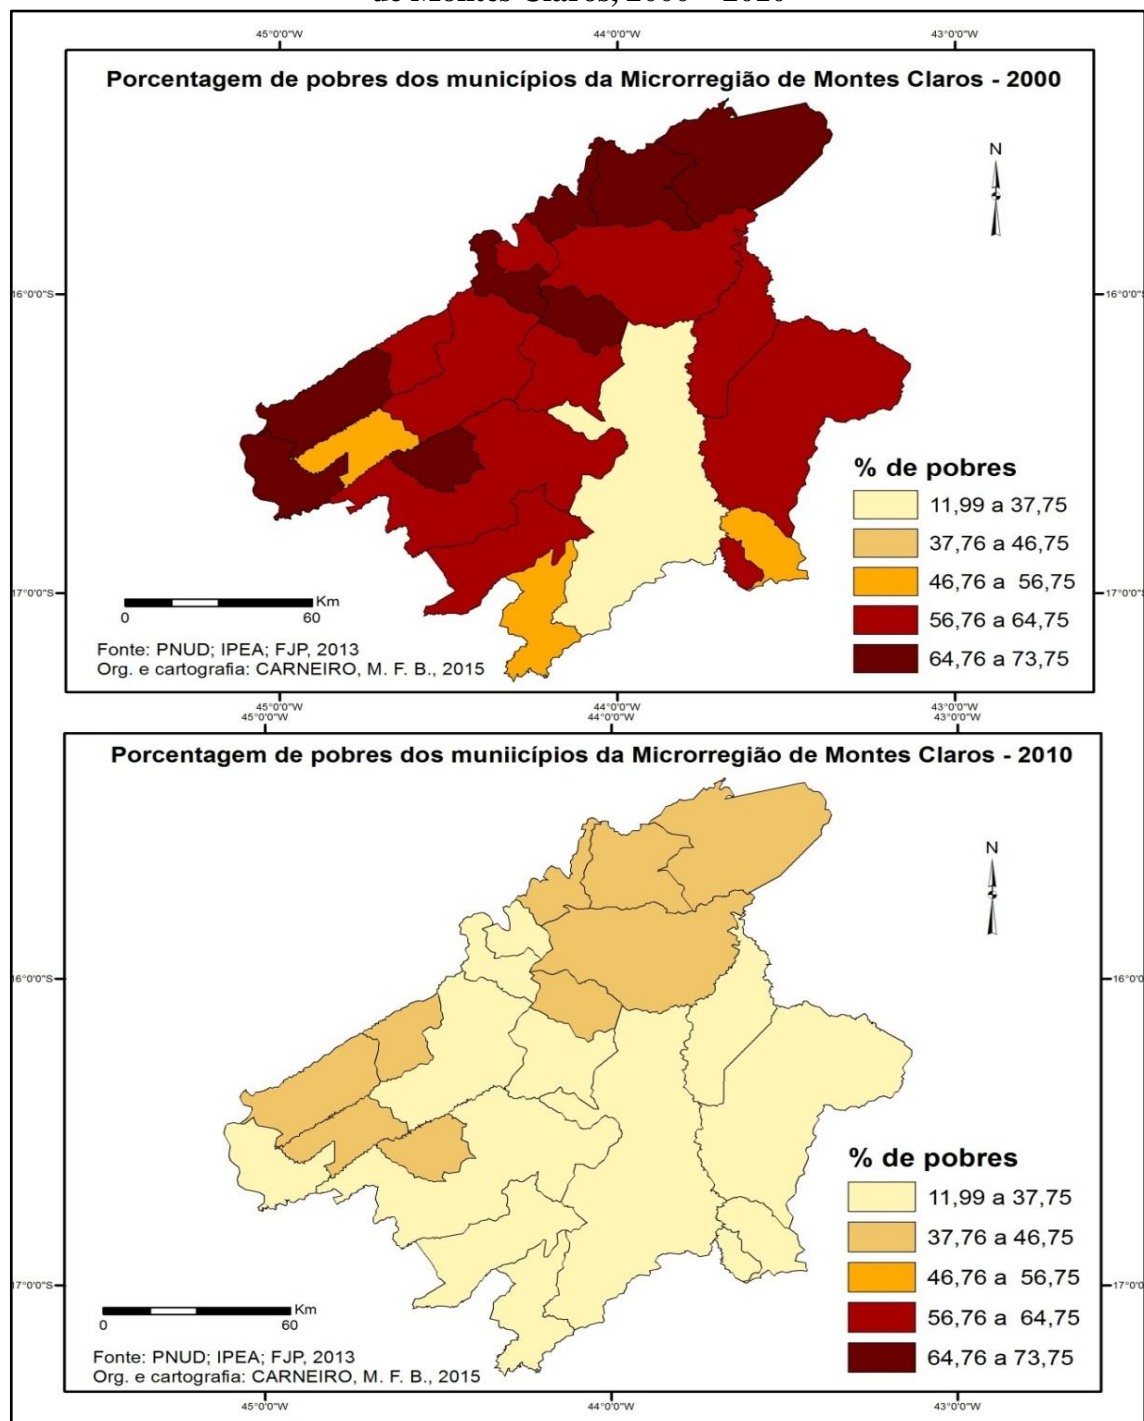 de Montes Claros, 2000 – 2010
45°0'0"W 44°0'0"W 43°0'0"W
Porcentagem de pobres dos municípios da Microrregião de Montes Claros - 2000
N
16°0'0"S 16°0'0"S
% de pobres
11,99 a 37,75
37,76 a 46,75
46,76 a 56,75
56,76 a 64,75
64,76 a 73,75
17°0'0"S 17°0'0"S
Km
0 60
Fonte: PNUD; IPEA; FJP, 2013
Org. e cartografia: CARNEIRO, M. F. B., 2015
45°0'0"W 44°0'0"W 43°0'0"W
45°0'0"W 44°0'0"W 43°0'0"W
Porcentagem de pobres dos muniicípios da Microrregião de Montes Claros - 2010
N
16°0'0"S 16°0'0"S
% de pobres
11,99 a 37,75
37,76 a 46,75
46,76 a 56,75
56,76 a 64,75
64,76 a 73,75
17°0'0"S 17°0'0"S
Km
0 60
Fonte: PNUD; IPEA; FJP, 2013
Org. e cartografia: CARNEIRO, M. F. B., 2015
45°0'0"W 44°0'0"W 43°0'0"W